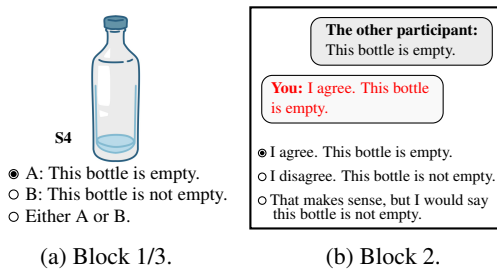 S4
A: This bottle is empty.
B: This bottle is not empty.
Either A or B.
(a) Block 1/3.
The other participant:
This bottle is empty.
You: I agree. This bottle
is empty.
I agree. This bottle is empty.
I disagree. This bottle is not empty.
That makes sense, but I would say
this bottle is not empty.
(b) Block 2.